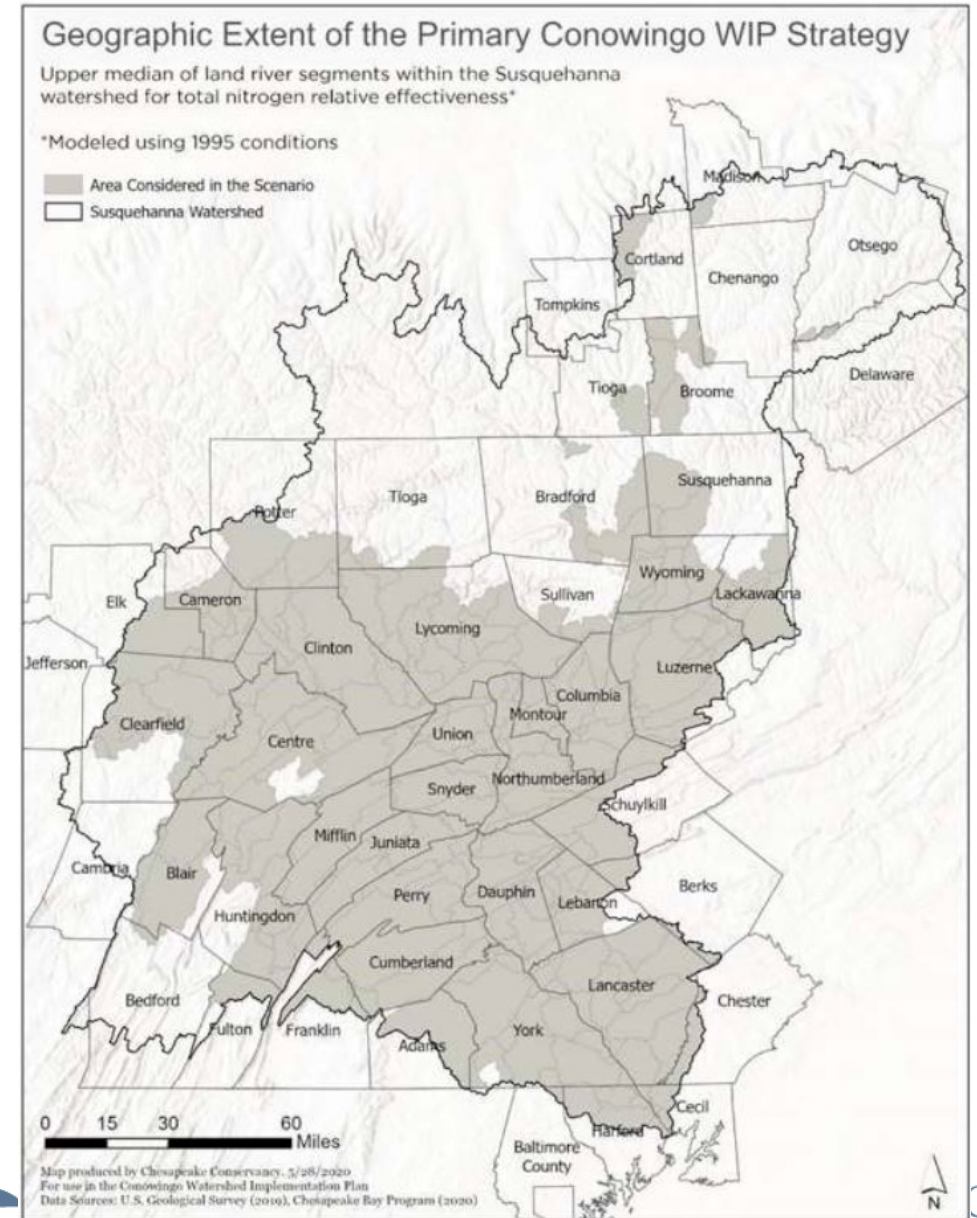 Geographic Extent of the Primary Conowingo WIP Strategy
Upper median of land river segments within the Susquehanna
watershed for total nitrogen relative effectiveness*
*Modeled using 1995 conditions
Area Considered in the Scenario
Susquehanna Watershed
Madison
Otsego
Cortland
Chenango
Tompkins
Delaware
Tioga
Broome
Susquehanna
Tioga
Bradford
Potter
Wyoming
Sullivan
Lackawanna
Elk
Cameron
Lycoming
Clinton
Jefferson
Luzerne
Columbia
Montour
Clearfield
Union
Centre
Northumberland
Snyder
Schuylkill
Mifflin
Juniata
Cambria
Blair
Berks
Perry
Dauphin
Lebanon
Huntingdon
Cumberland
Lancaster
Bedford
Chester
Fulton
Franklin
York
Adams
Cecil
Harford
Baltimore
County
0 15 30 60
Miles
Map produced by Chesapeake Conservancy, 5/28/2020
For use in the Conowingo Watershed Implementation Plan
Data Sources: U.S. Geological Survey (2019), Chesapeake Bay Program (2020)
N